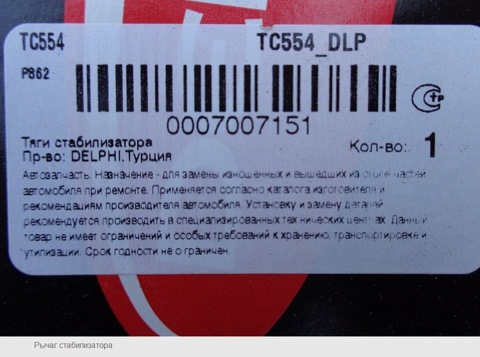 TC554 TC554_DLP
P862
0007007151
Тяги стабилизатора
Пр-во: DELPHI,Турция Кол-во: 1
Автозапчасть. Назначение - для замены изношенных и вышедших из строя частей
автомобиля при ремонте. Применяется согласно каталога изготовителя и
рекомендациям производителя автомобиля. Установку и замену деталей
рекомендуется производить в специализированных технических центрах. Данный
товар не имеет ограничений и особых требований к хранению, транспортировке и
утилизации. Срок годности не ограничен.
Рычаг стабилизатора